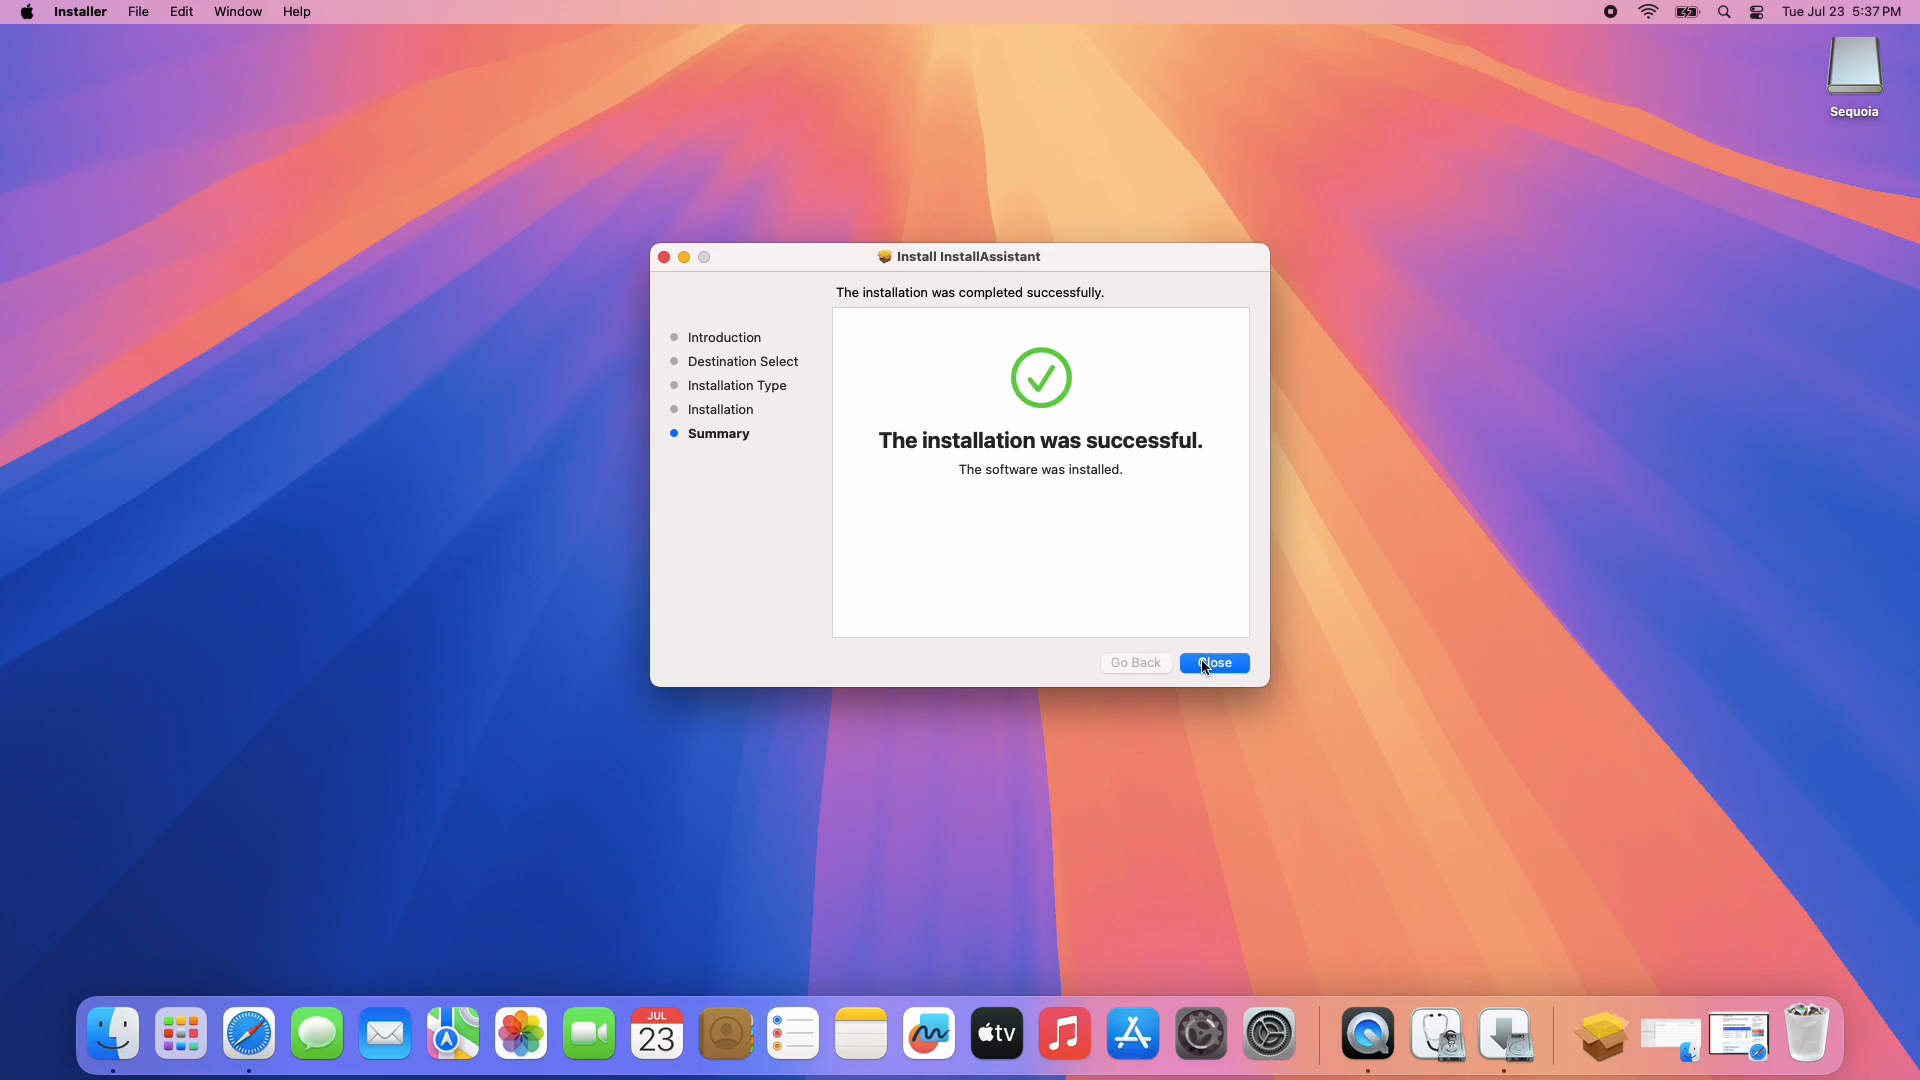 Installer File Edit Window Help
Tue Jul 23 5:37 PM
Sequoia
Install InstallAssistant
The installation was completed successfully.
Introduction
Destination Select
Installation Type
Installation
Summary
The installation was successful.
The software was installed.
Go Back
Close
JUL
23
tv